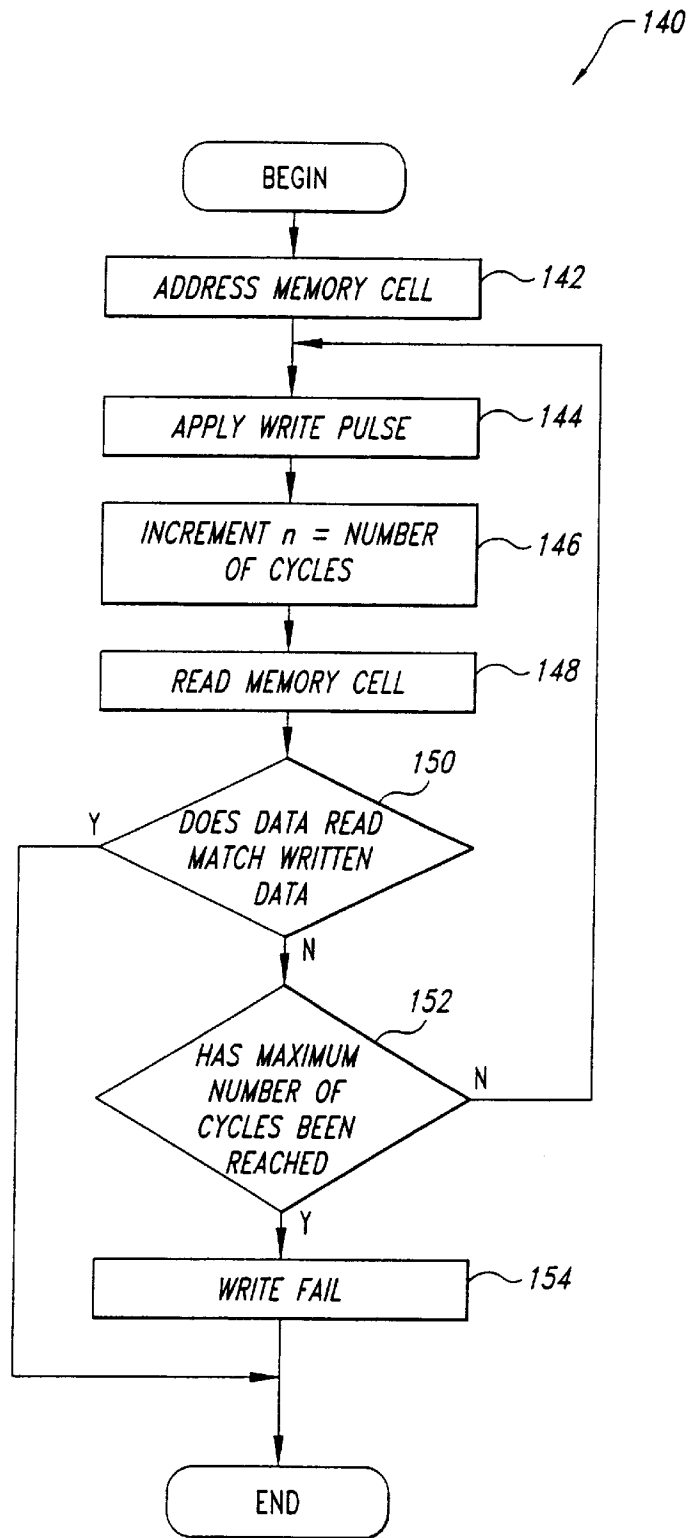 140
BEGIN
ADDRESS MEMORY CELL
142
APPLY WRITE PULSE
144
INCREMENT n = NUMBER
OF CYCLES
146
READ MEMORY CELL
148
150
Y
DOES DATA READ
MATCH WRITTEN
DATA
N
152
HAS MAXIMUM
NUMBER OF
CYCLES BEEN
REACHED
N
Y
WRITE FAIL
154
END